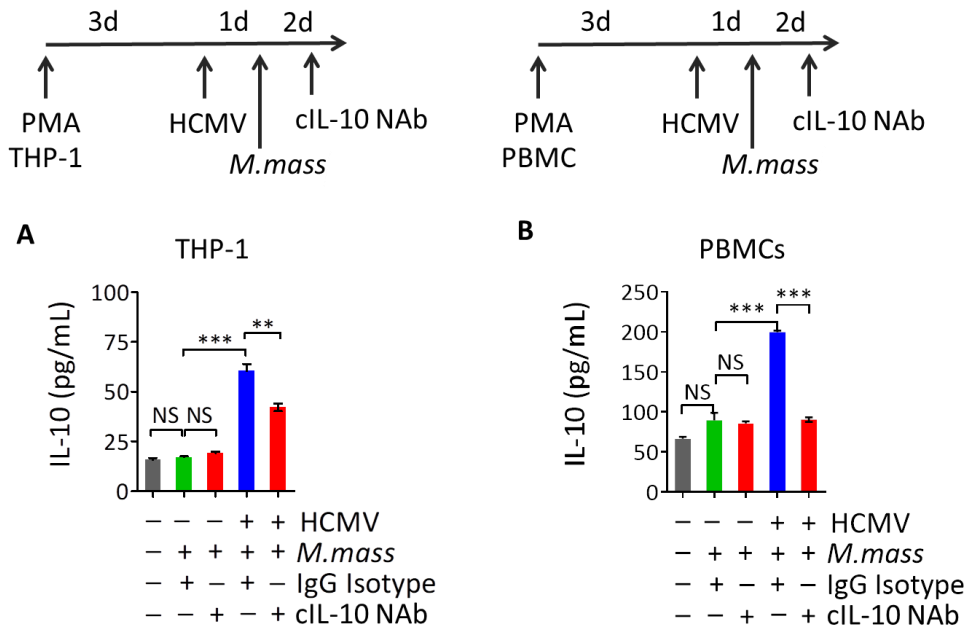 3d 1d 2d
PMA
THP-1
HCMV
M.mass
cIL-10 NAb
3d 1d 2d
PMA
PBMC
HCMV
M.mass
cIL-10 NAb
A
THP-1
IL-10 (pg/mL)
100
75
50
25
0
NS NS *** **
– – – + + HCMV
– + + + + M.mass
– + – + – IgG Isotype
– – + – + cIL-10 NAb
B
PBMCs
IL-10 (pg/mL)
250
200
150
100
50
0
NS NS *** ***
– – – + + HCMV
– + + + + M.mass
– + – + – IgG Isotype
– – + – + cIL-10 NAb